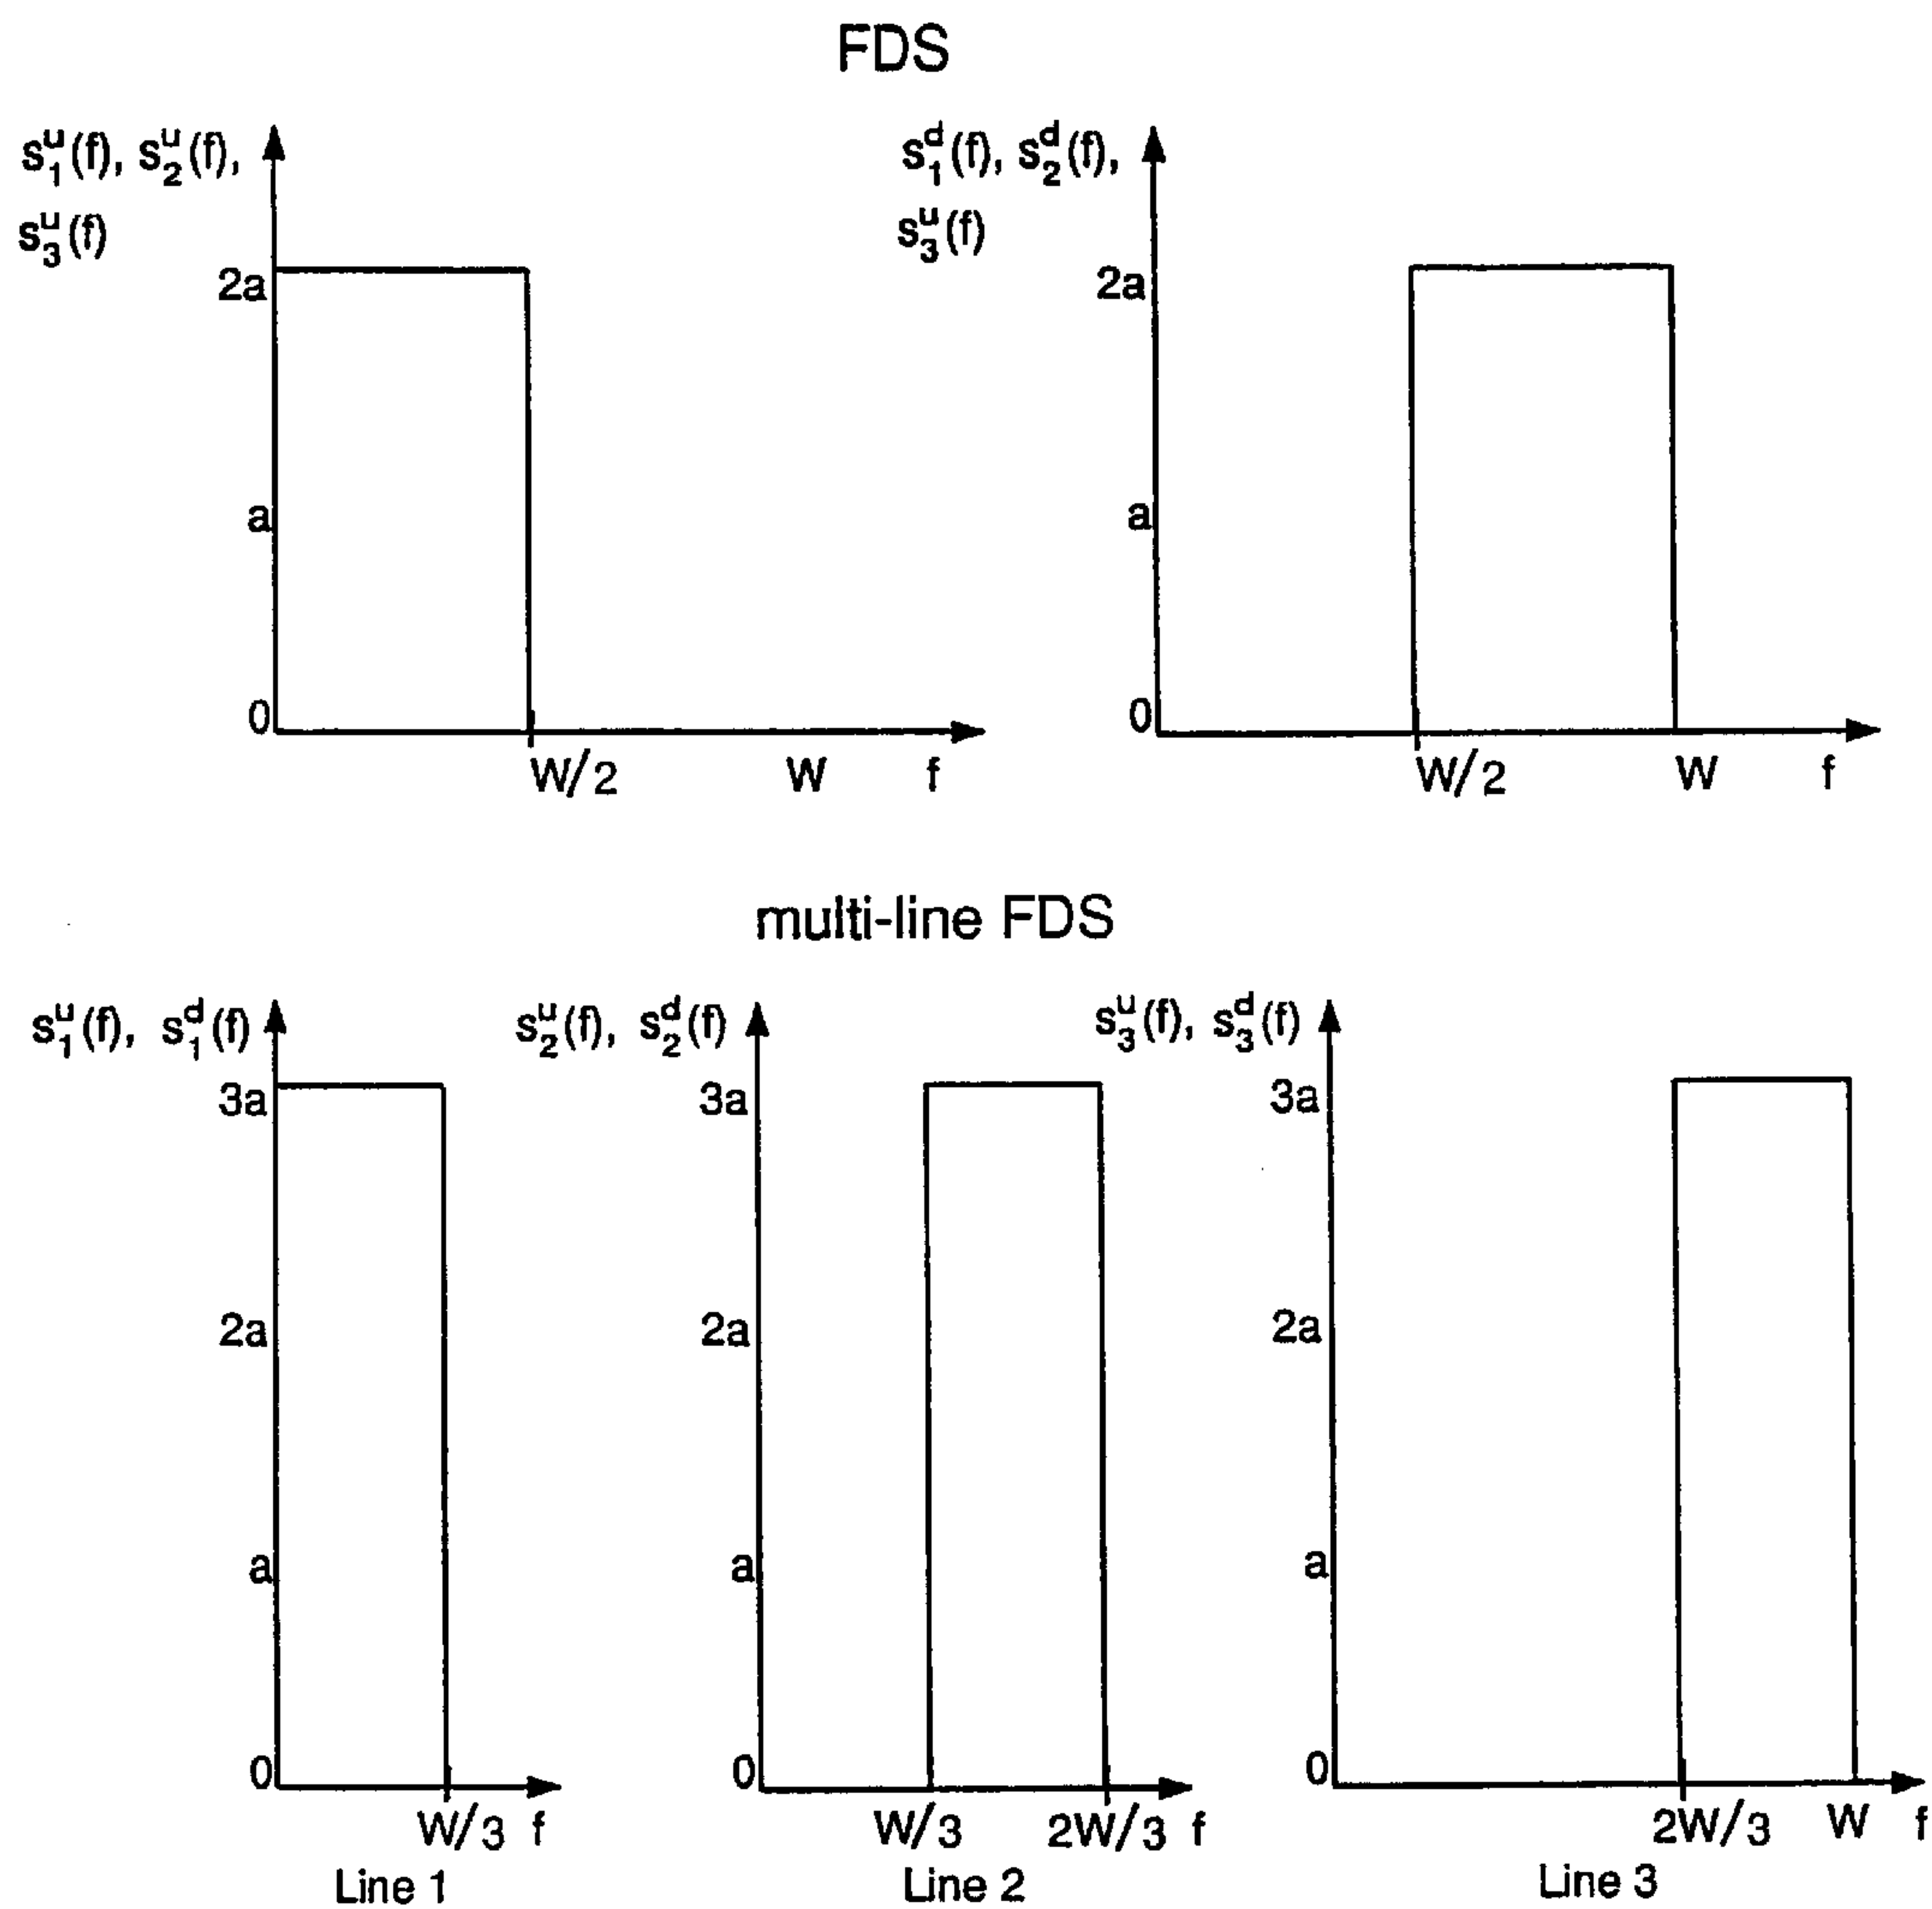 FDS
s₁ᵘ(f), s₂ᵘ(f),
s₃ᵘ(f)
2a
a
0
W/2 W f
s₁ᵈ(f), s₂ᵈ(f),
s₃ᵘ(f)
2a
a
0
W/2 W f
multi-line FDS
s₁ᵘ(f), s₁ᵈ(f)
3a
2a
a
0
W/3 f
Line 1
s₂ᵘ(f), s₂ᵈ(f)
3a
2a
a
0
W/3 2W/3 f
Line 2
s₃ᵘ(f), s₃ᵈ(f)
3a
2a
a
0
2W/3 W f
Line 3